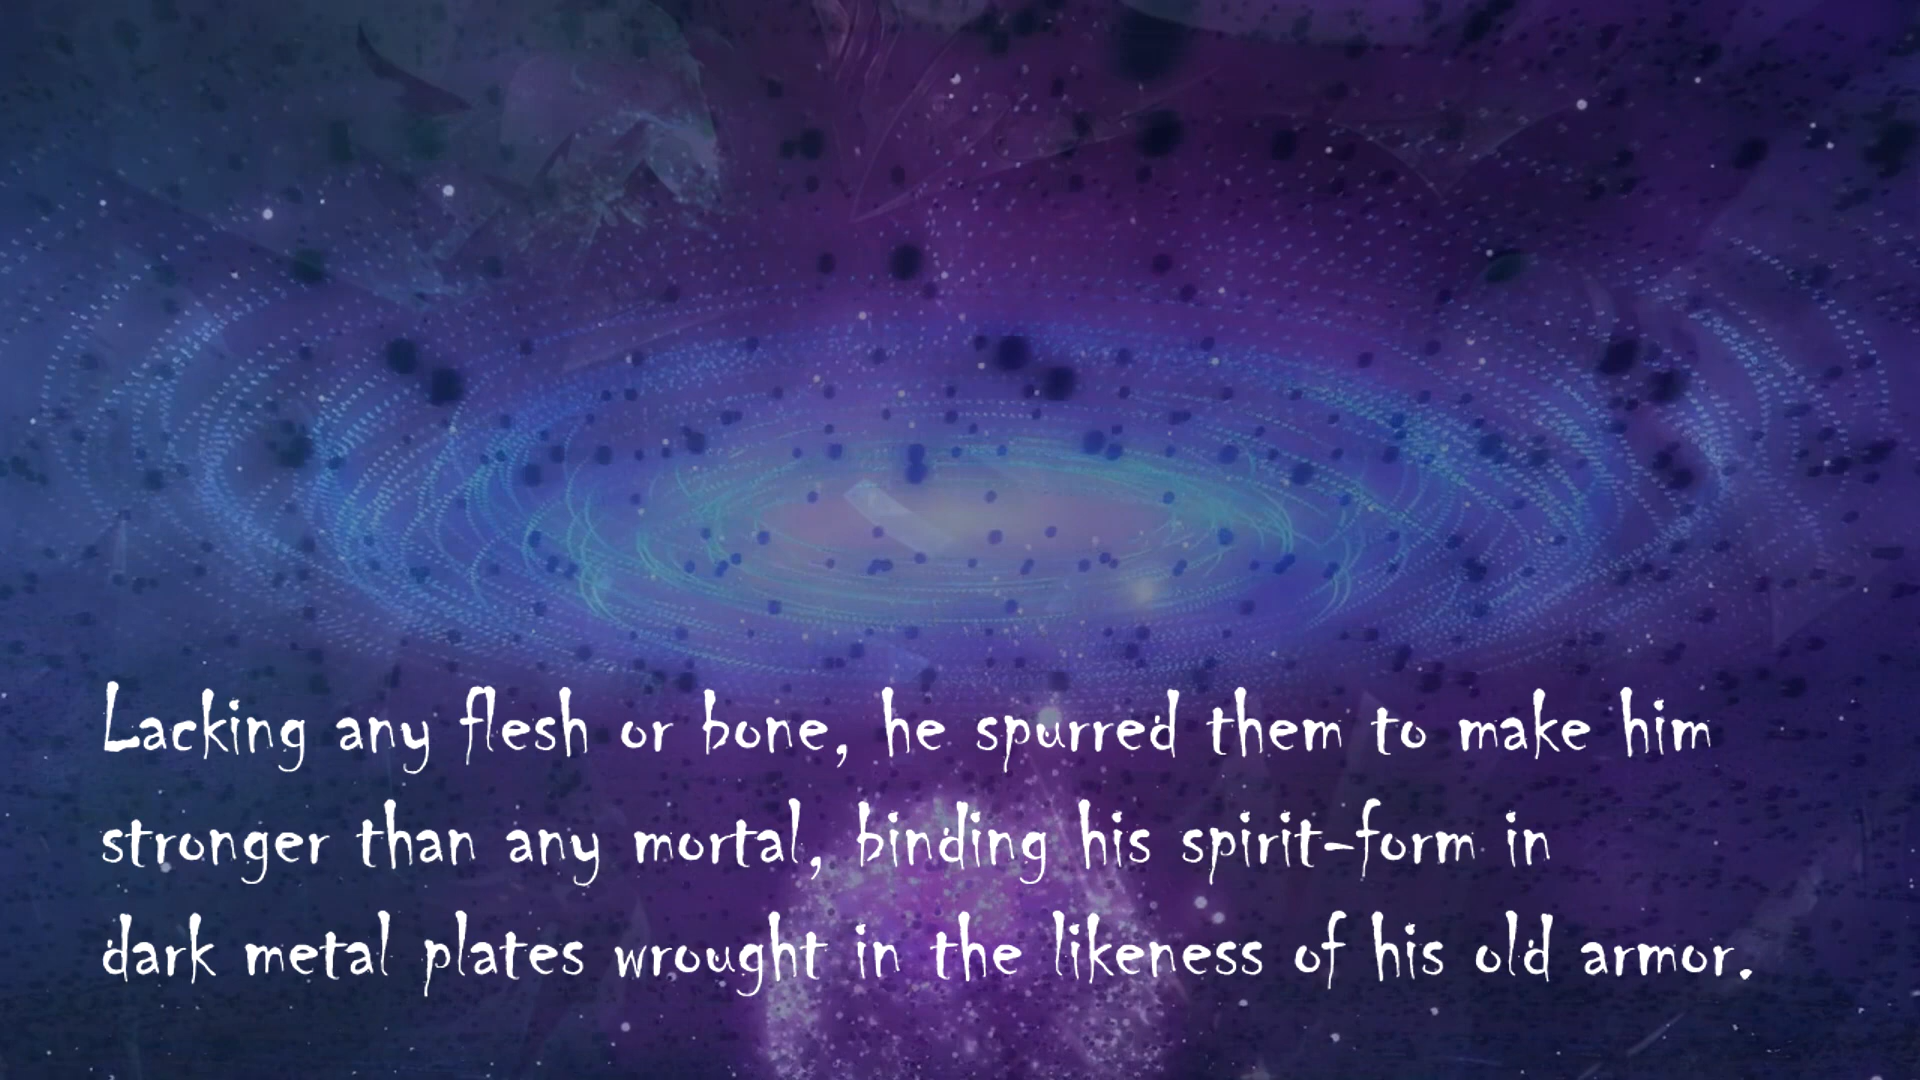 Lacking any flesh or bone, he spurred them to make him
stronger than any mortal, binding his spirit-form in
dark metal plates wrought in the likeness of his old armor.